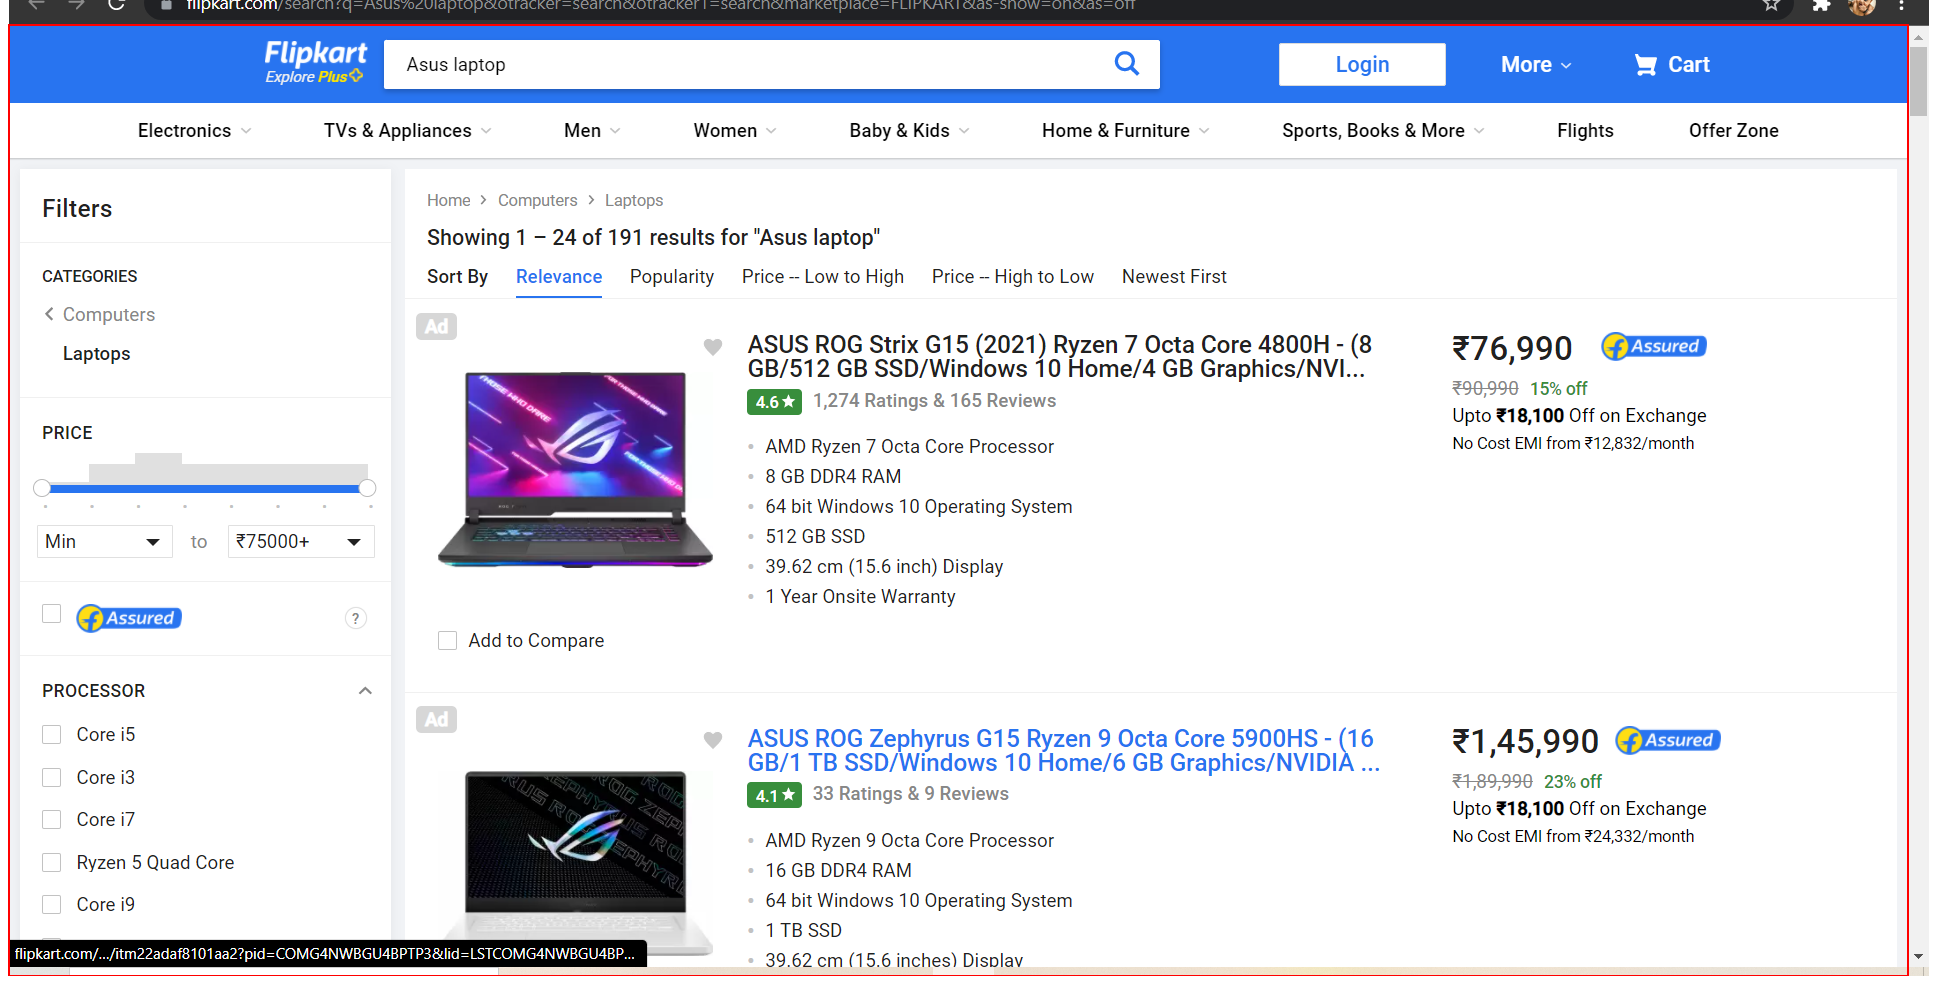 flipkart.com/search?q=Asus%20laptop&otracker=search&otracker1=search&marketplace=FLIPKART&as-show=on&as=off
Flipkart
Explore Plus
Asus laptop
Login
More
Cart
Electronics
TVs & Appliances
Men
Women
Baby & Kids
Home & Furniture
Sports, Books & More
Flights
Offer Zone
Filters
CATEGORIES
Computers
Laptops
PRICE
Min
to
₹75000+
Assured
?
PROCESSOR
Core i5
Core i3
Core i7
Ryzen 5 Quad Core
Core i9
Home > Computers > Laptops
Showing 1 – 24 of 191 results for "Asus laptop"
Sort By Relevance Popularity Price -- Low to High Price -- High to Low Newest First
Ad
ASUS ROG Strix G15 (2021) Ryzen 7 Octa Core 4800H - (8
GB/512 GB SSD/Windows 10 Home/4 GB Graphics/NVI...
4.6★ 1,274 Ratings & 165 Reviews
AMD Ryzen 7 Octa Core Processor
8 GB DDR4 RAM
64 bit Windows 10 Operating System
512 GB SSD
39.62 cm (15.6 inch) Display
1 Year Onsite Warranty
₹76,990
Assured
₹90,990 15% off
Upto ₹18,100 Off on Exchange
No Cost EMI from ₹12,832/month
Add to Compare
Ad
ASUS ROG Zephyrus G15 Ryzen 9 Octa Core 5900HS - (16
GB/1 TB SSD/Windows 10 Home/6 GB Graphics/NVIDIA ...
4.1★ 33 Ratings & 9 Reviews
AMD Ryzen 9 Octa Core Processor
16 GB DDR4 RAM
64 bit Windows 10 Operating System
1 TB SSD
39.62 cm (15.6 inches) Display
₹1,45,990
Assured
₹1,89,990 23% off
Upto ₹18,100 Off on Exchange
No Cost EMI from ₹24,332/month
flipkart.com/.../itm22adaf8101aa2?pid=COMG4NWBGU4BPTP3&lid=LSTCOMG4NWBGU4BP...